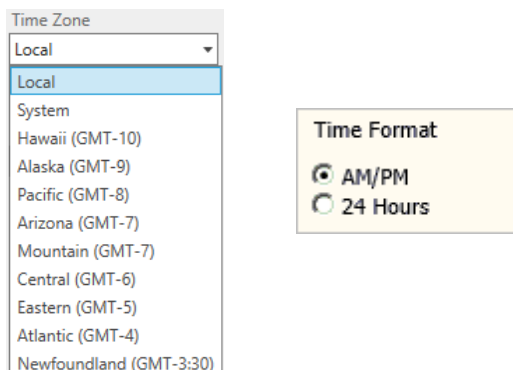 Time Zone
Local
Local
System
Hawaii (GMT-10)
Alaska (GMT-9)
Pacific (GMT-8)
Arizona (GMT-7)
Mountain (GMT-7)
Central (GMT-6)
Eastern (GMT-5)
Atlantic (GMT-4)
Newfoundland (GMT-3:30)
Time Format
AM/PM
24 Hours